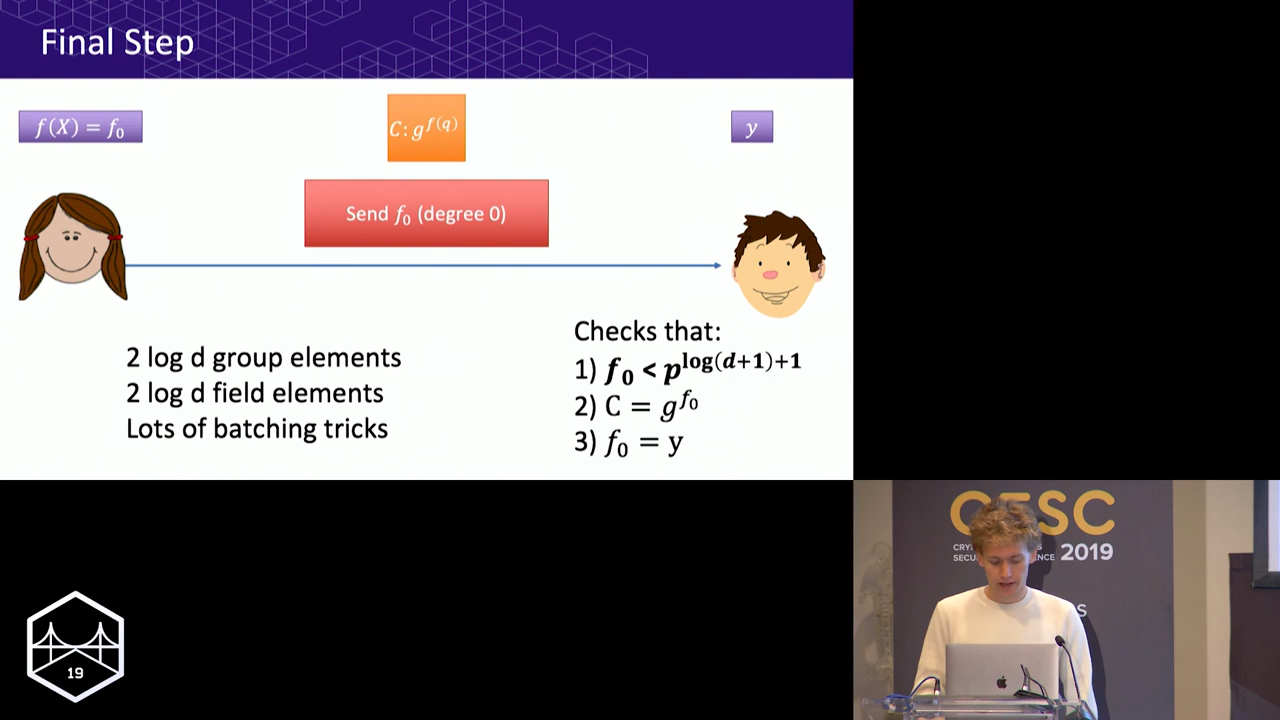 Final Step
f(X) = f₀
C: g^{f(q)}
y
Send f₀ (degree 0)
2 log d group elements
2 log d field elements
Lots of batching tricks
Checks that:
1) f₀ < p^{log(d+1)+1}
2) C = g^{f₀}
3) f₀ = y
19
CESC
2019